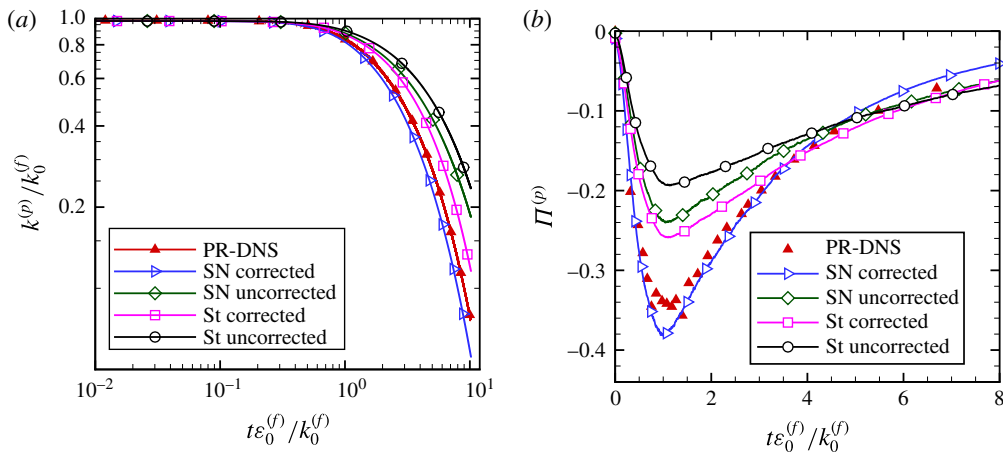 (a)
1.0
0.8
0.6
0.4
0.2
k^(p)/k_0^(f)
PR-DNS
SN corrected
SN uncorrected
St corrected
St uncorrected
10^−2
10^−1
10^0
10^1
tε_0^(f)/k_0^(f)
(b)
0
−0.1
−0.2
−0.3
−0.4
Π^(p)
PR-DNS
SN corrected
SN uncorrected
St corrected
St uncorrected
0 2 4 6 8
tε_0^(f)/k_0^(f)